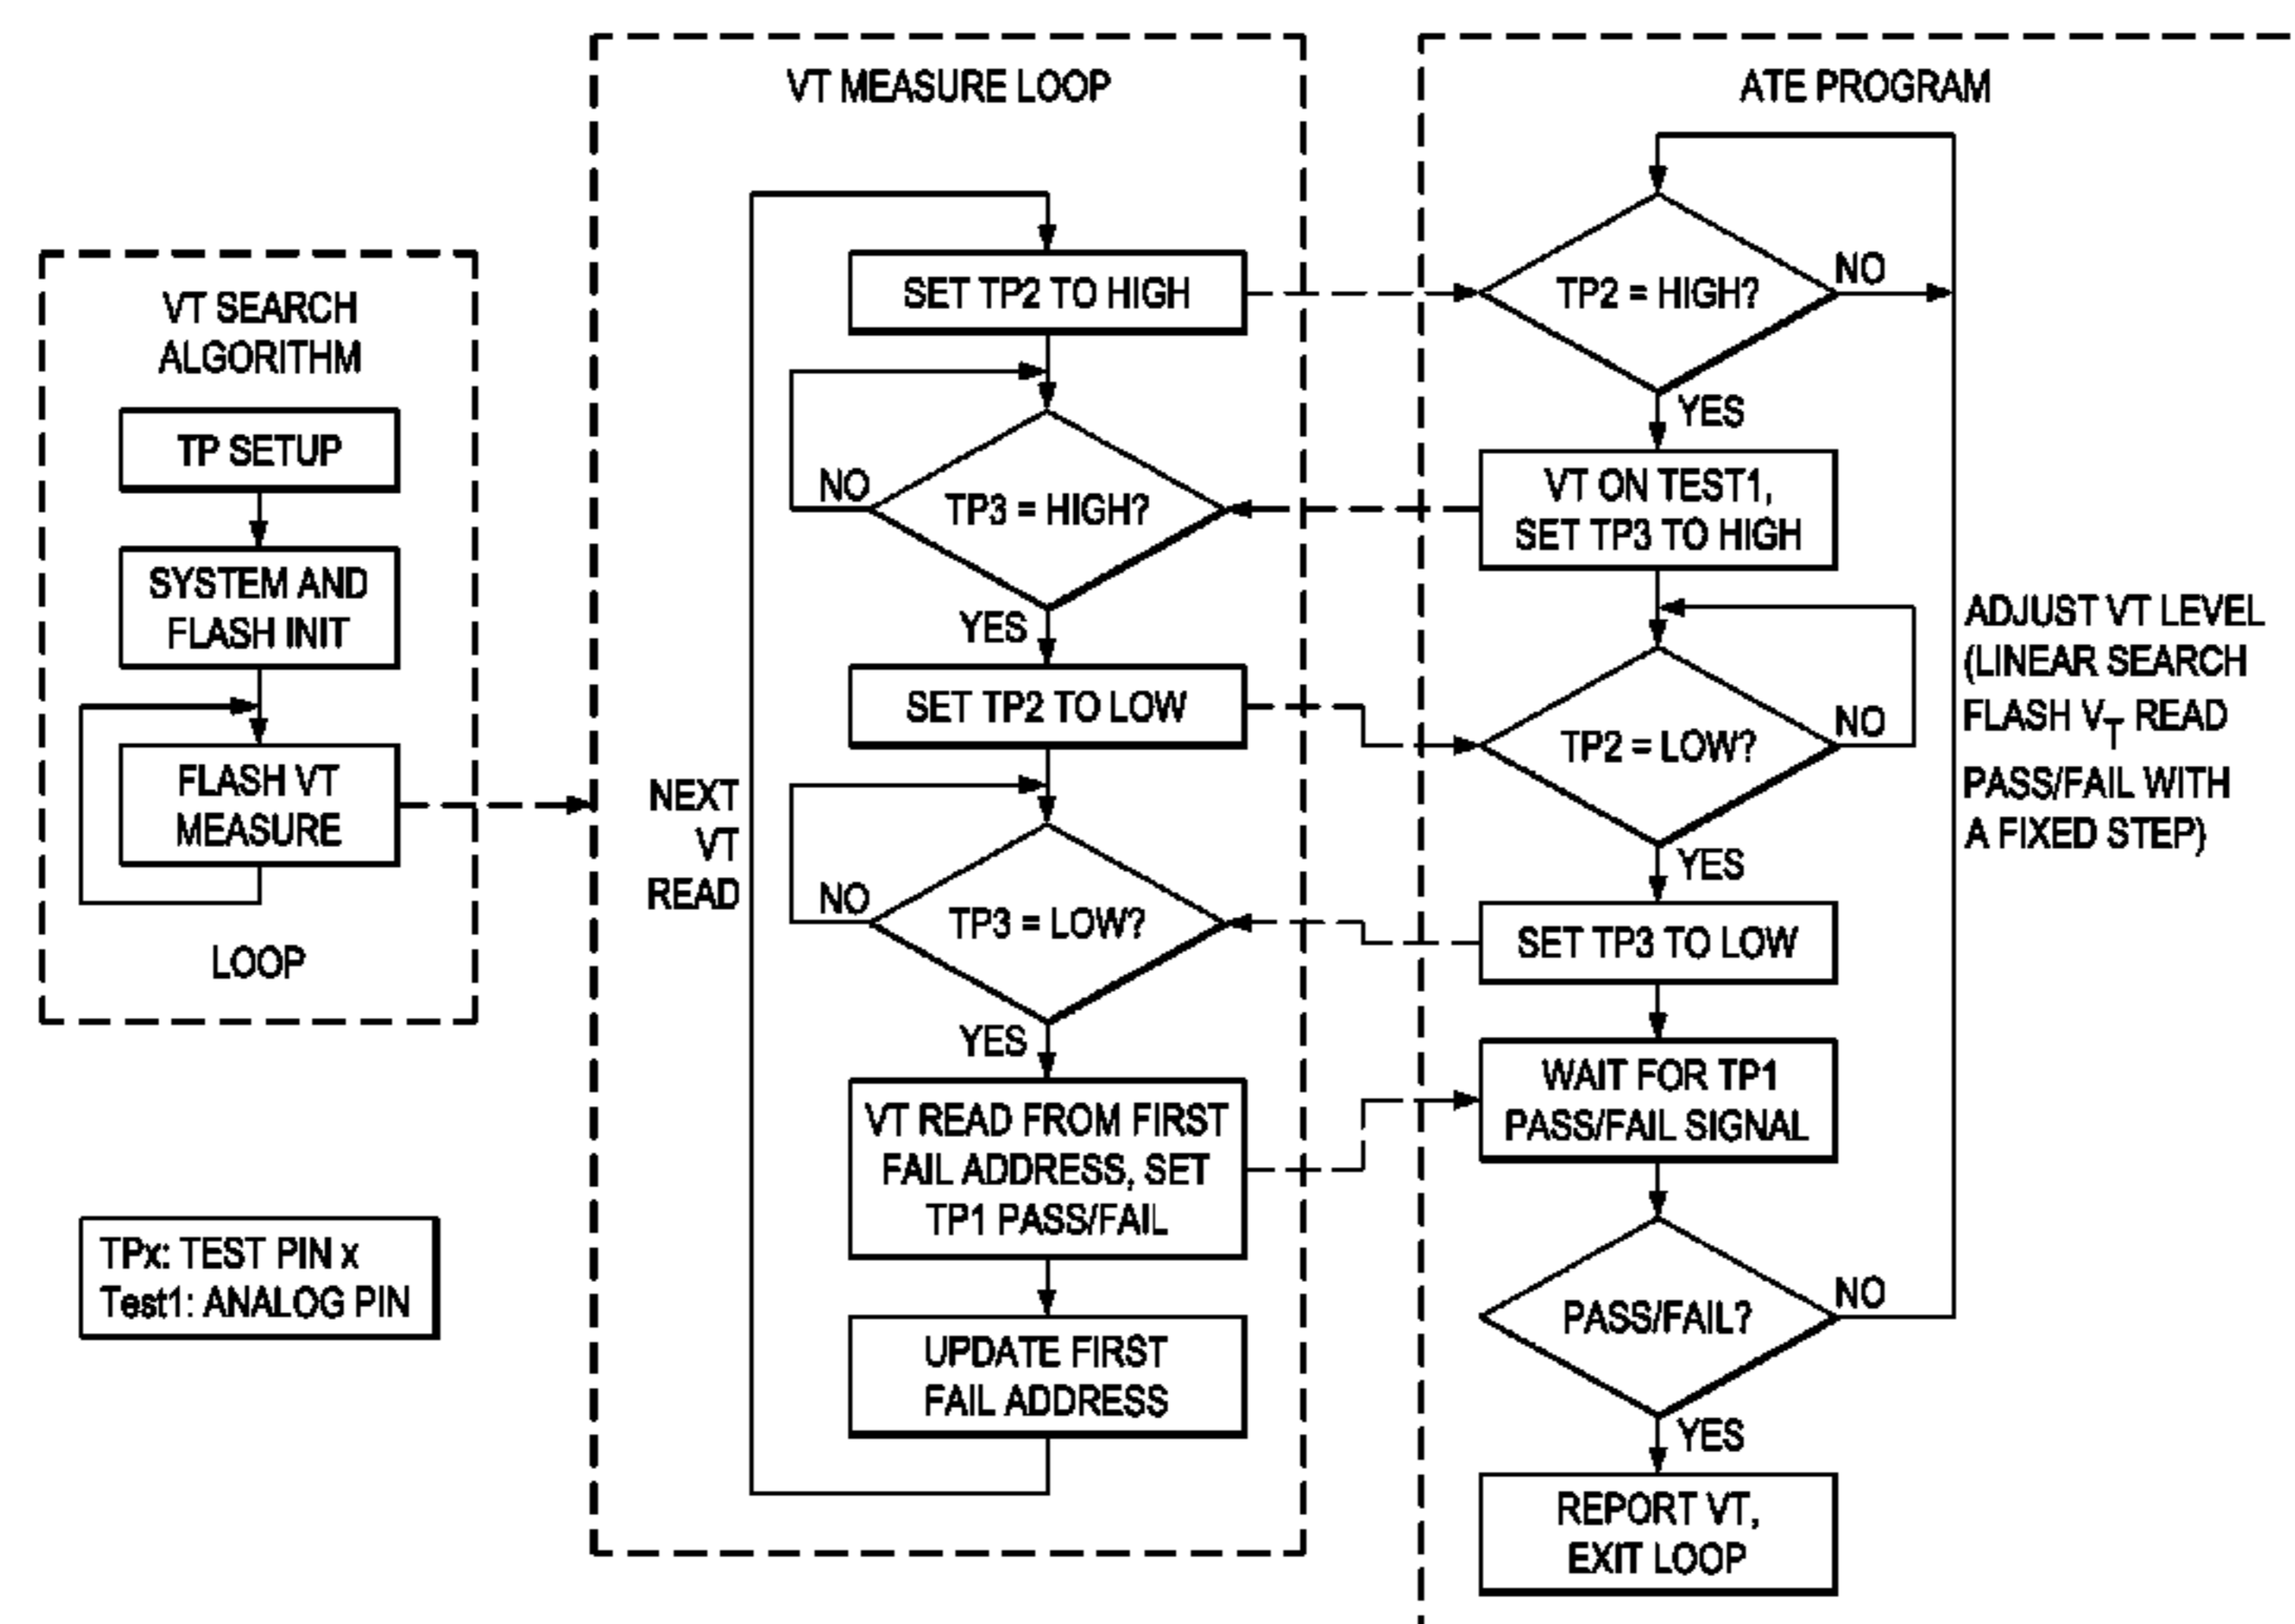 VT SEARCH
ALGORITHM
TP SETUP
SYSTEM AND
FLASH INIT
FLASH VT
MEASURE
LOOP
TPx: TEST PIN x
Test1: ANALOG PIN
VT MEASURE LOOP
SET TP2 TO HIGH
TP3 = HIGH?
NO
YES
SET TP2 TO LOW
NEXT
VT
READ
TP3 = LOW?
NO
YES
VT READ FROM FIRST
FAIL ADDRESS, SET
TP1 PASS/FAIL
UPDATE FIRST
FAIL ADDRESS
ATE PROGRAM
TP2 = HIGH?
NO
YES
VT ON TEST1,
SET TP3 TO HIGH
TP2 = LOW?
NO
YES
ADJUST VT LEVEL
(LINEAR SEARCH
FLASH V_T READ
PASS/FAIL WITH
A FIXED STEP)
SET TP3 TO LOW
WAIT FOR TP1
PASS/FAIL SIGNAL
PASS/FAIL?
NO
YES
REPORT VT,
EXIT LOOP